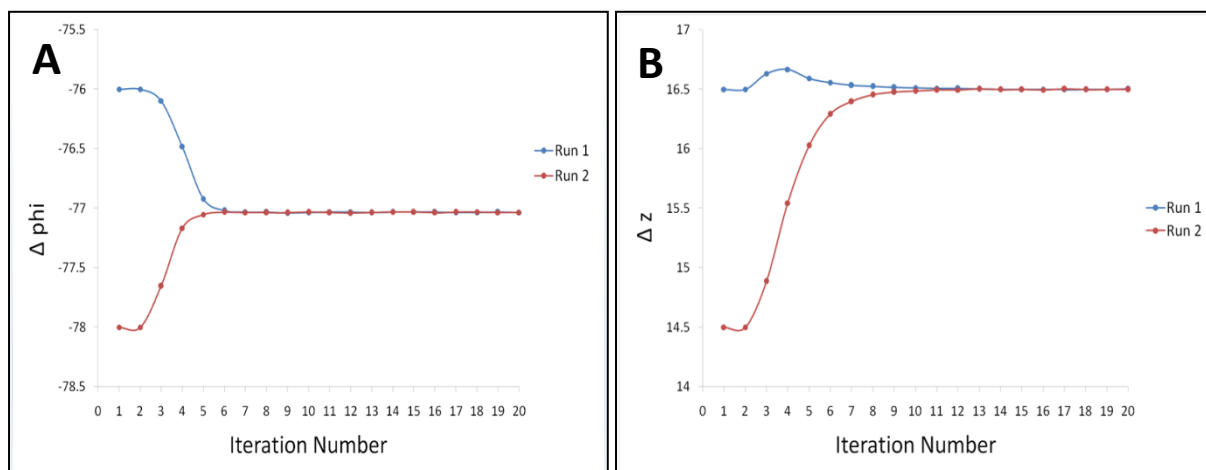 A
-75.5
-76
-76.5
-77
-77.5
-78
-78.5
Δ phi
0 1 2 3 4 5 6 7 8 9 10 11 12 13 14 15 16 17 18 19 20
Iteration Number
Run 1
Run 2
B
17
16.5
16
15.5
15
14.5
14
Δ z
0 1 2 3 4 5 6 7 8 9 10 11 12 13 14 15 16 17 18 19 20
Iteration Number
Run 1
Run 2